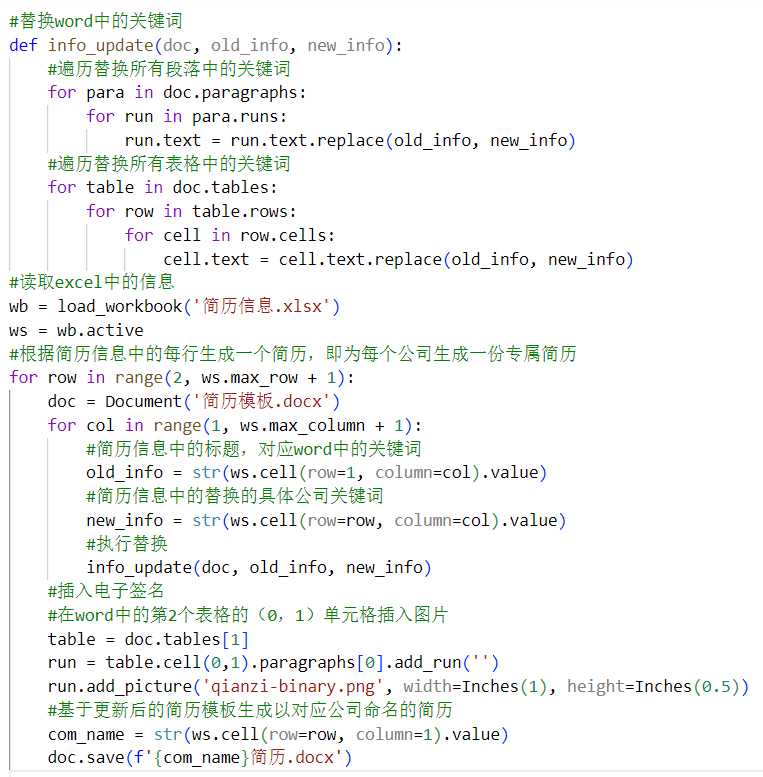 #替换word中的关键词
def info_update(doc, old_info, new_info):
    #遍历替换所有段落中的关键词
    for para in doc.paragraphs:
        for run in para.runs:
            run.text = run.text.replace(old_info, new_info)
    #遍历替换所有表格中的关键词
    for table in doc.tables:
        for row in table.rows:
            for cell in row.cells:
                cell.text = cell.text.replace(old_info, new_info)
#读取excel中的信息
wb = load_workbook('简历信息.xlsx')
ws = wb.active
#根据简历信息中的每行生成一个简历，即为每个公司生成一份专属简历
for row in range(2, ws.max_row + 1):
    doc = Document('简历模板.docx')
    for col in range(1, ws.max_column + 1):
        #简历信息中的标题，对应word中的关键词
        old_info = str(ws.cell(row=1, column=col).value)
        #简历信息中的替换的具体公司关键词
        new_info = str(ws.cell(row=row, column=col).value)
        #执行替换
        info_update(doc, old_info, new_info)
    #插入电子签名
    #在word中的第2个表格的（0，1）单元格插入图片
    table = doc.tables[1]
    run = table.cell(0,1).paragraphs[0].add_run('')
    run.add_picture('qianzi-binary.png', width=Inches(1), height=Inches(0.5))
    #基于更新后的简历模板生成以对应公司命名的简历
    com_name = str(ws.cell(row=row, column=1).value)
    doc.save(f'{com_name}简历.docx')